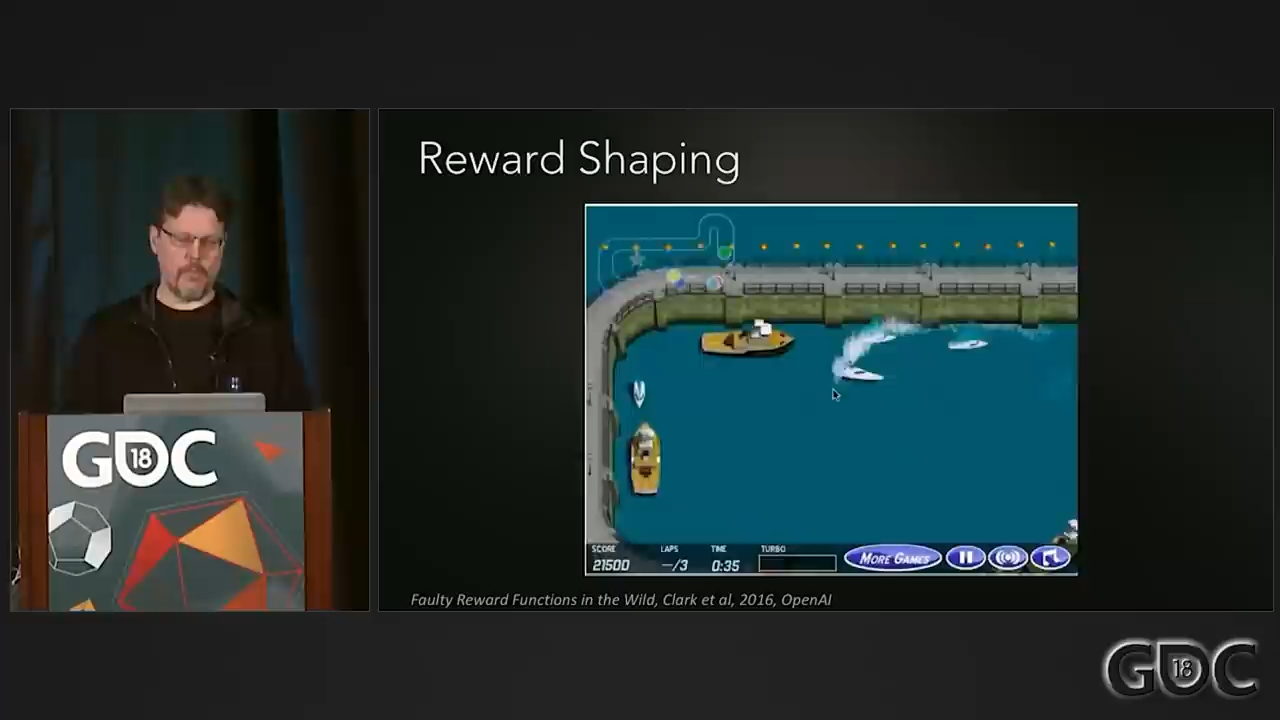 Reward Shaping
SCORE LAPS TIME TURBO
21500 —/3 0:35 MORE GAMES
Faulty Reward Functions in the Wild, Clark et al, 2016, OpenAI
GDC 18
GDC 18